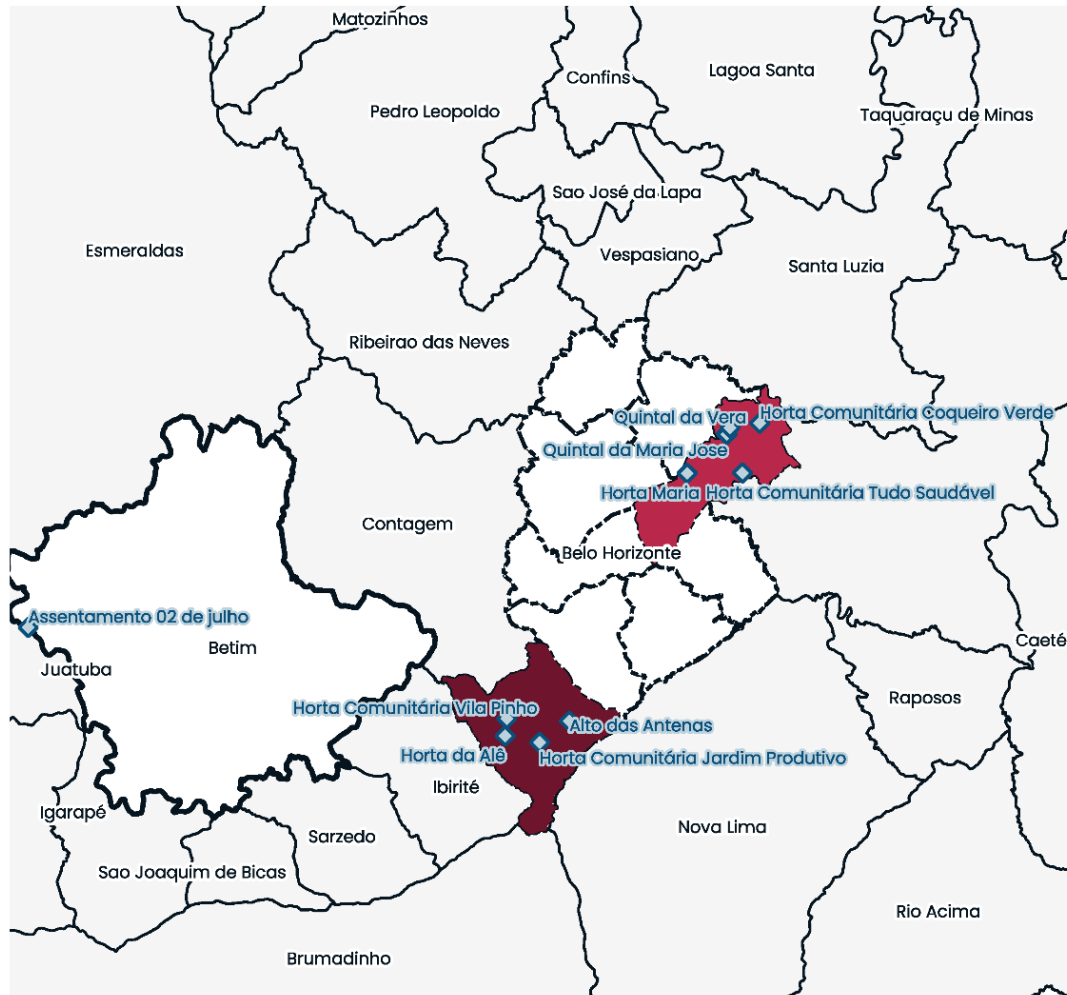 Matozinhos
Confins
Lagoa Santa
Pedro Leopoldo
Taquaraçu de Minas
Sao José da Lapa
Esmeraldas
Vespasiano
Santa Luzia
Ribeirao das Neves
Quintal da Vera
Horta Comunitária Coqueiro Verde
Quintal da Maria Jose
Horta Maria
Horta Comunitária Tudo Saudável
Contagem
Belo Horizonte
Assentamento 02 de julho
Betim
Caeté
Juatuba
Raposos
Horta Comunitária Vila Pinho
Alto das Antenas
Horta da Alê
Horta Comunitária Jardim Produtivo
Ibirité
Igarapé
Nova Lima
Sarzedo
Sao Joaquim de Bicas
Rio Acima
Brumadinho